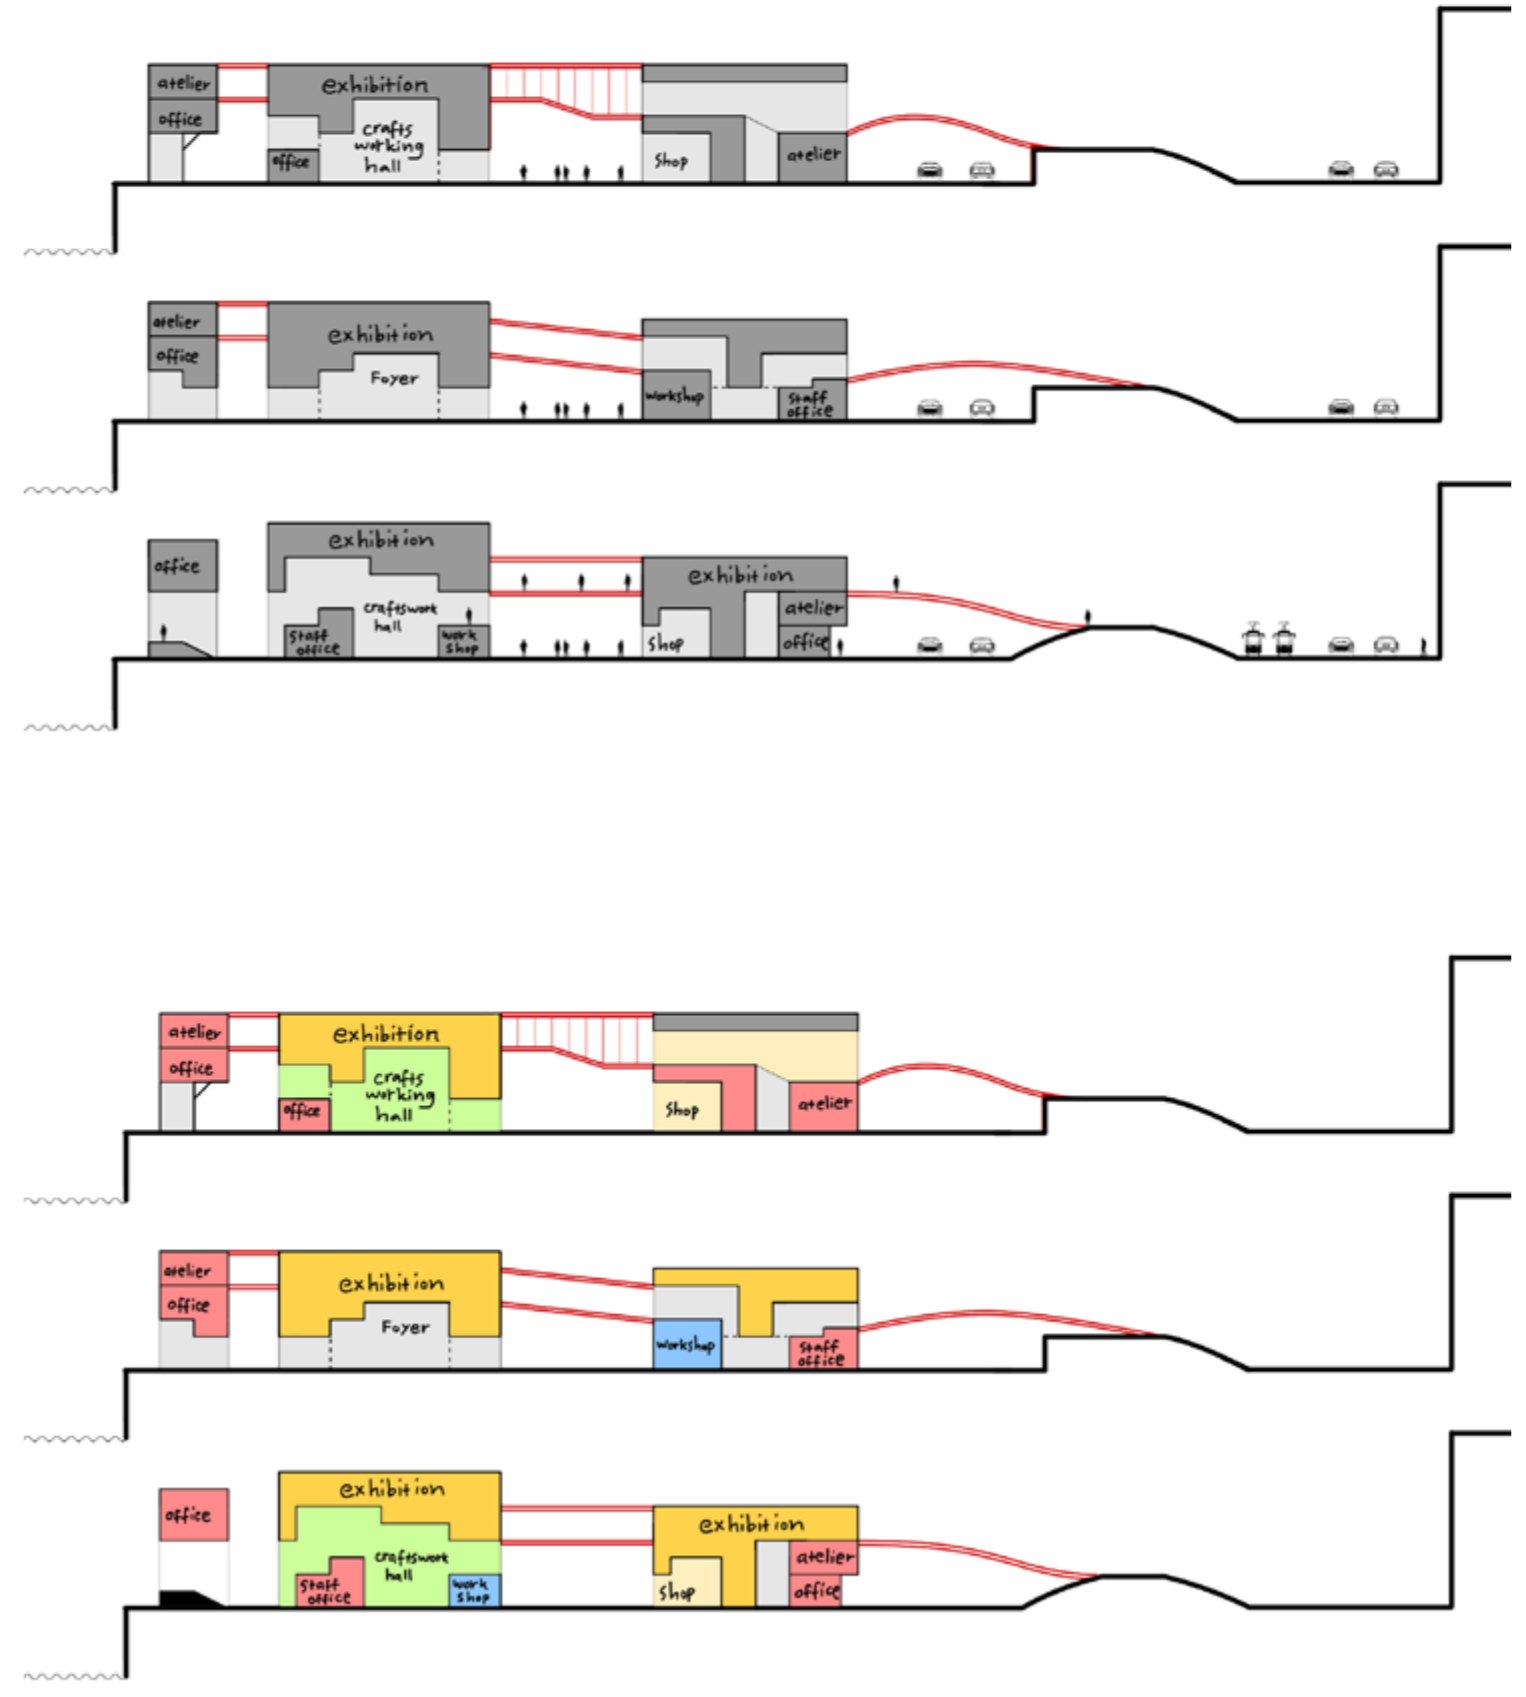 atelier
office
exhibition
crafts
working
hall
office
shop
atelier
atelier
office
exhibition
Foyer
workshop
staff
office
office
exhibition
craftswork
hall
staff
office
work
shop
exhibition
shop
atelier
office
atelier
office
exhibition
crafts
working
hall
office
shop
atelier
atelier
office
exhibition
Foyer
workshop
staff
office
office
exhibition
craftswork
hall
staff
office
work
shop
exhibition
shop
atelier
office